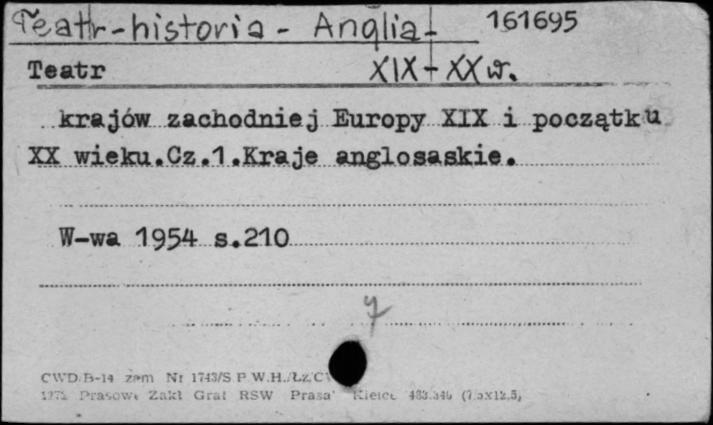 Teatr-historia - Anglia- 161695
Teatr XIX-XX w.
krajów zachodniej Europy XIX i początku
XX wieku.Cz.1.Kraje anglosaskie.
W-wa 1954 s.210
7
CWD/B-14 zam Nr 1743/S P.W.H./ŁZ/C
Prasowe Zakł Graf RSW Prasa Kielce